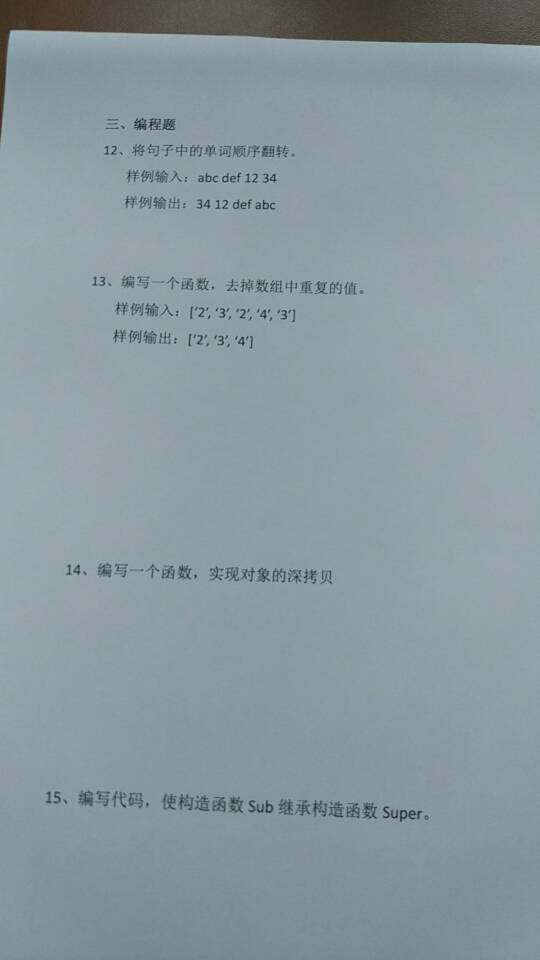 三、编程题
12、将句子中的单词顺序翻转。
样例输入：abc def 12 34
样例输出：34 12 def abc
13、编写一个函数，去掉数组中重复的值。
样例输入：[‘2’, ‘3’, ‘2’, ‘4’, ‘3’]
样例输出：[‘2’, ‘3’, ‘4’]
14、编写一个函数，实现对象的深拷贝
15、编写代码，使构造函数 Sub 继承构造函数 Super。